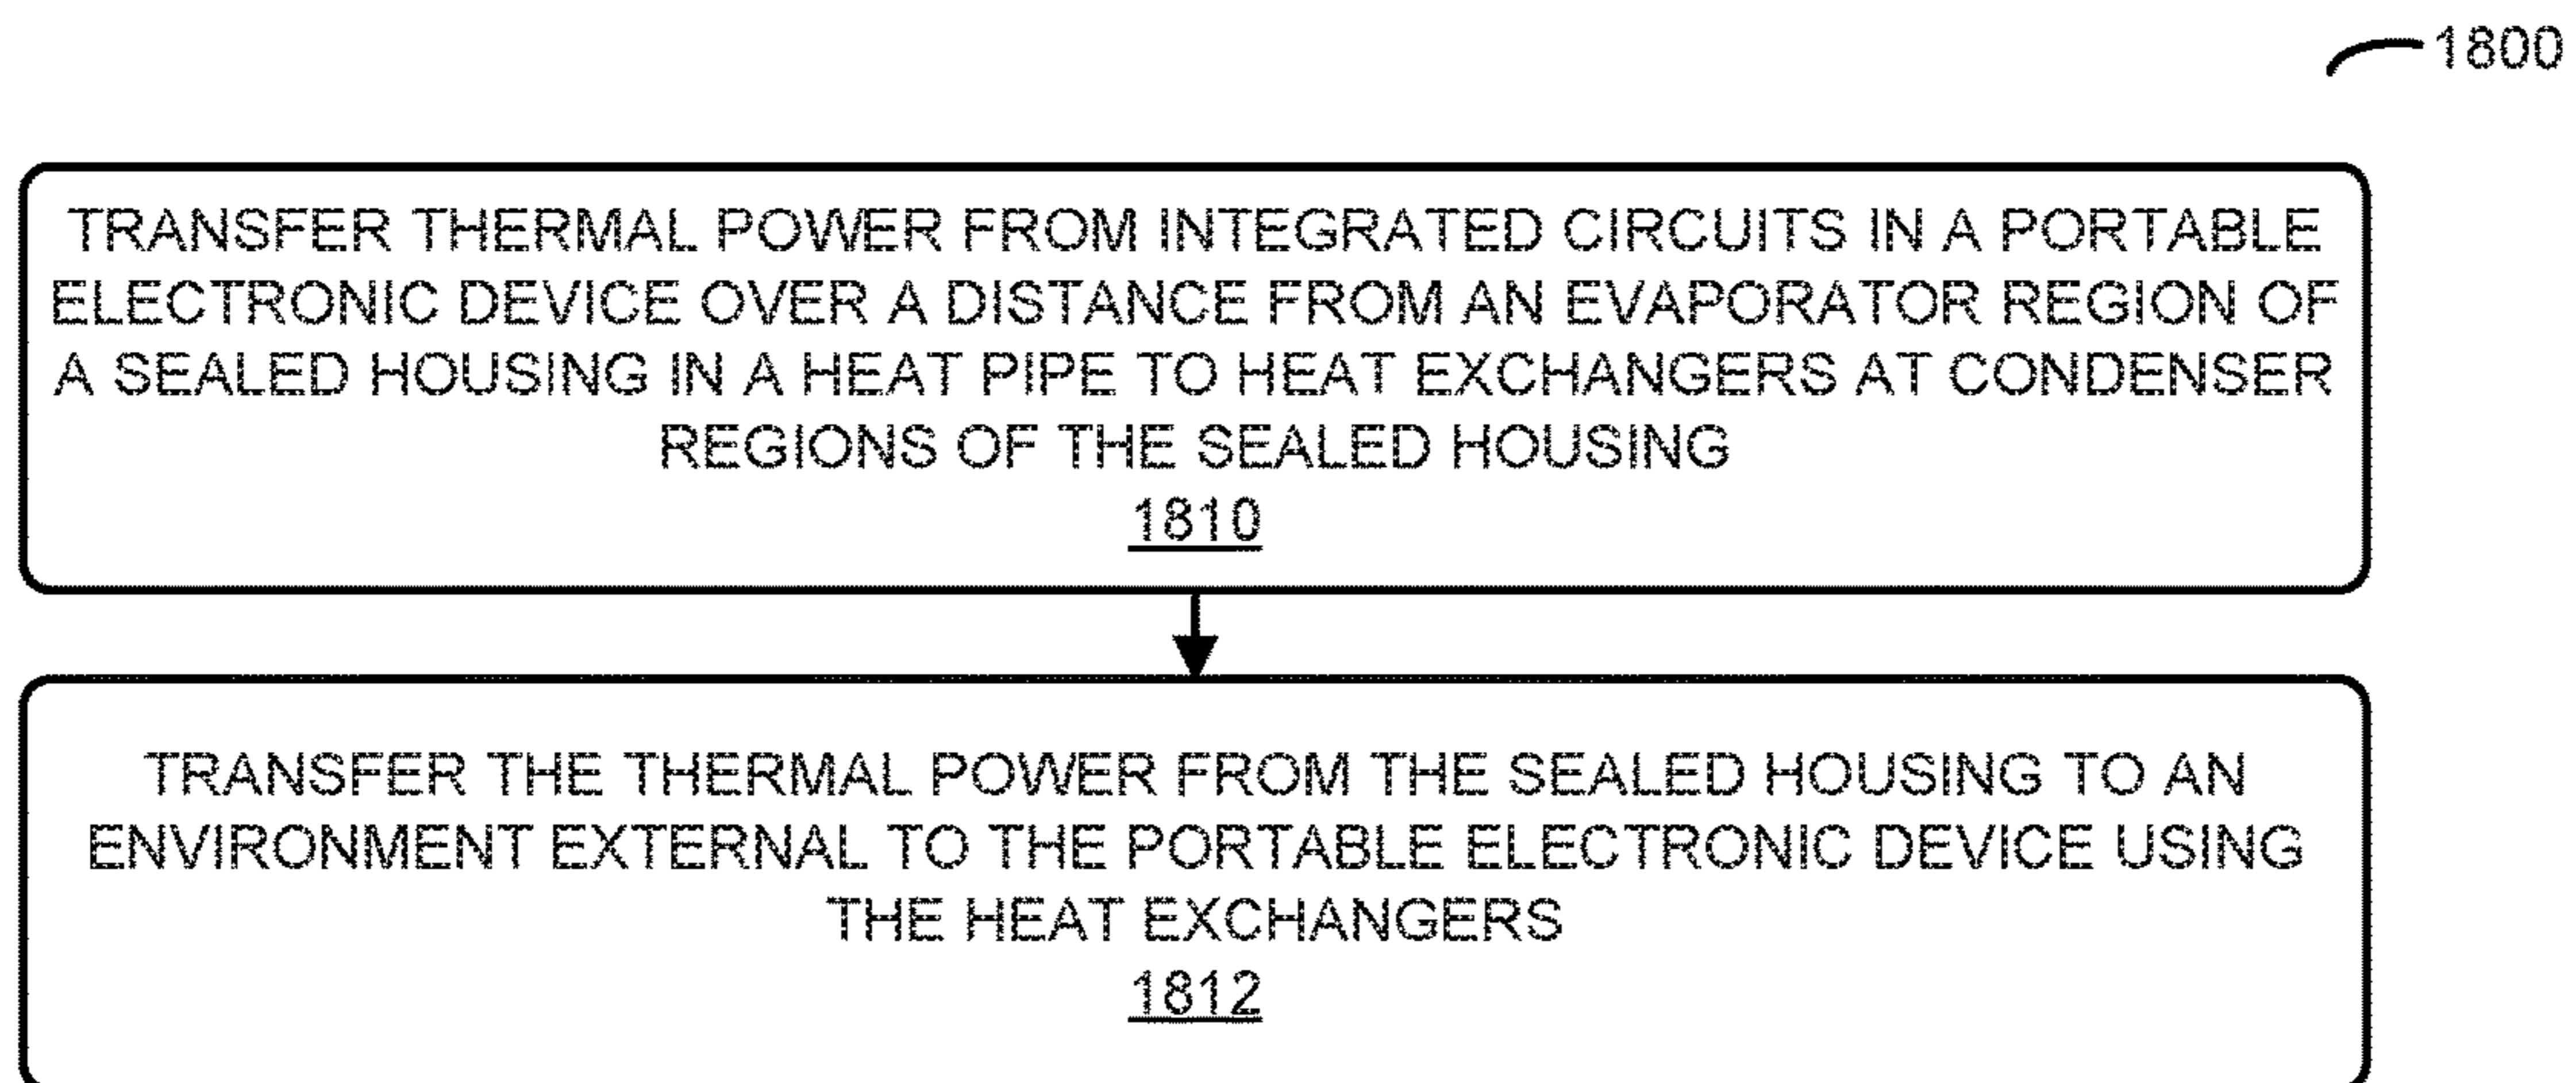 1800
TRANSFER THERMAL POWER FROM INTEGRATED CIRCUITS IN A PORTABLE
ELECTRONIC DEVICE OVER A DISTANCE FROM AN EVAPORATOR REGION OF
A SEALED HOUSING IN A HEAT PIPE TO HEAT EXCHANGERS AT CONDENSER
REGIONS OF THE SEALED HOUSING
1810
TRANSFER THE THERMAL POWER FROM THE SEALED HOUSING TO AN
ENVIRONMENT EXTERNAL TO THE PORTABLE ELECTRONIC DEVICE USING
THE HEAT EXCHANGERS
1812